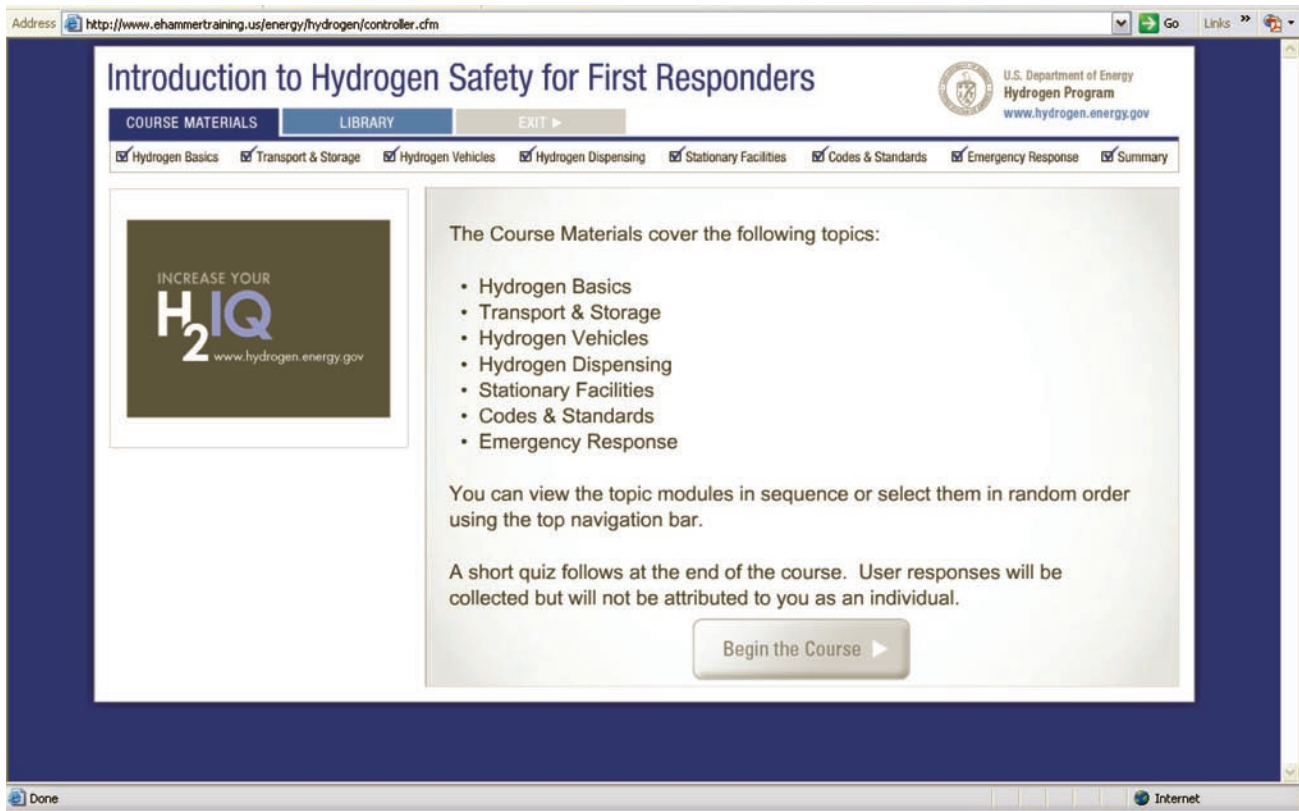 Address http://www.ehammertraining.us/energy/hydrogen/controller.cfm Go Links »
Introduction to Hydrogen Safety for First Responders
U.S. Department of Energy
Hydrogen Program
www.hydrogen.energy.gov
COURSE MATERIALS LIBRARY EXIT ►
Hydrogen Basics Transport & Storage Hydrogen Vehicles Hydrogen Dispensing Stationary Facilities Codes & Standards Emergency Response Summary
INCREASE YOUR
H2IQ
www.hydrogen.energy.gov
The Course Materials cover the following topics:
• Hydrogen Basics
• Transport & Storage
• Hydrogen Vehicles
• Hydrogen Dispensing
• Stationary Facilities
• Codes & Standards
• Emergency Response
You can view the topic modules in sequence or select them in random order
using the top navigation bar.
A short quiz follows at the end of the course. User responses will be
collected but will not be attributed to you as an individual.
Begin the Course
Done Internet